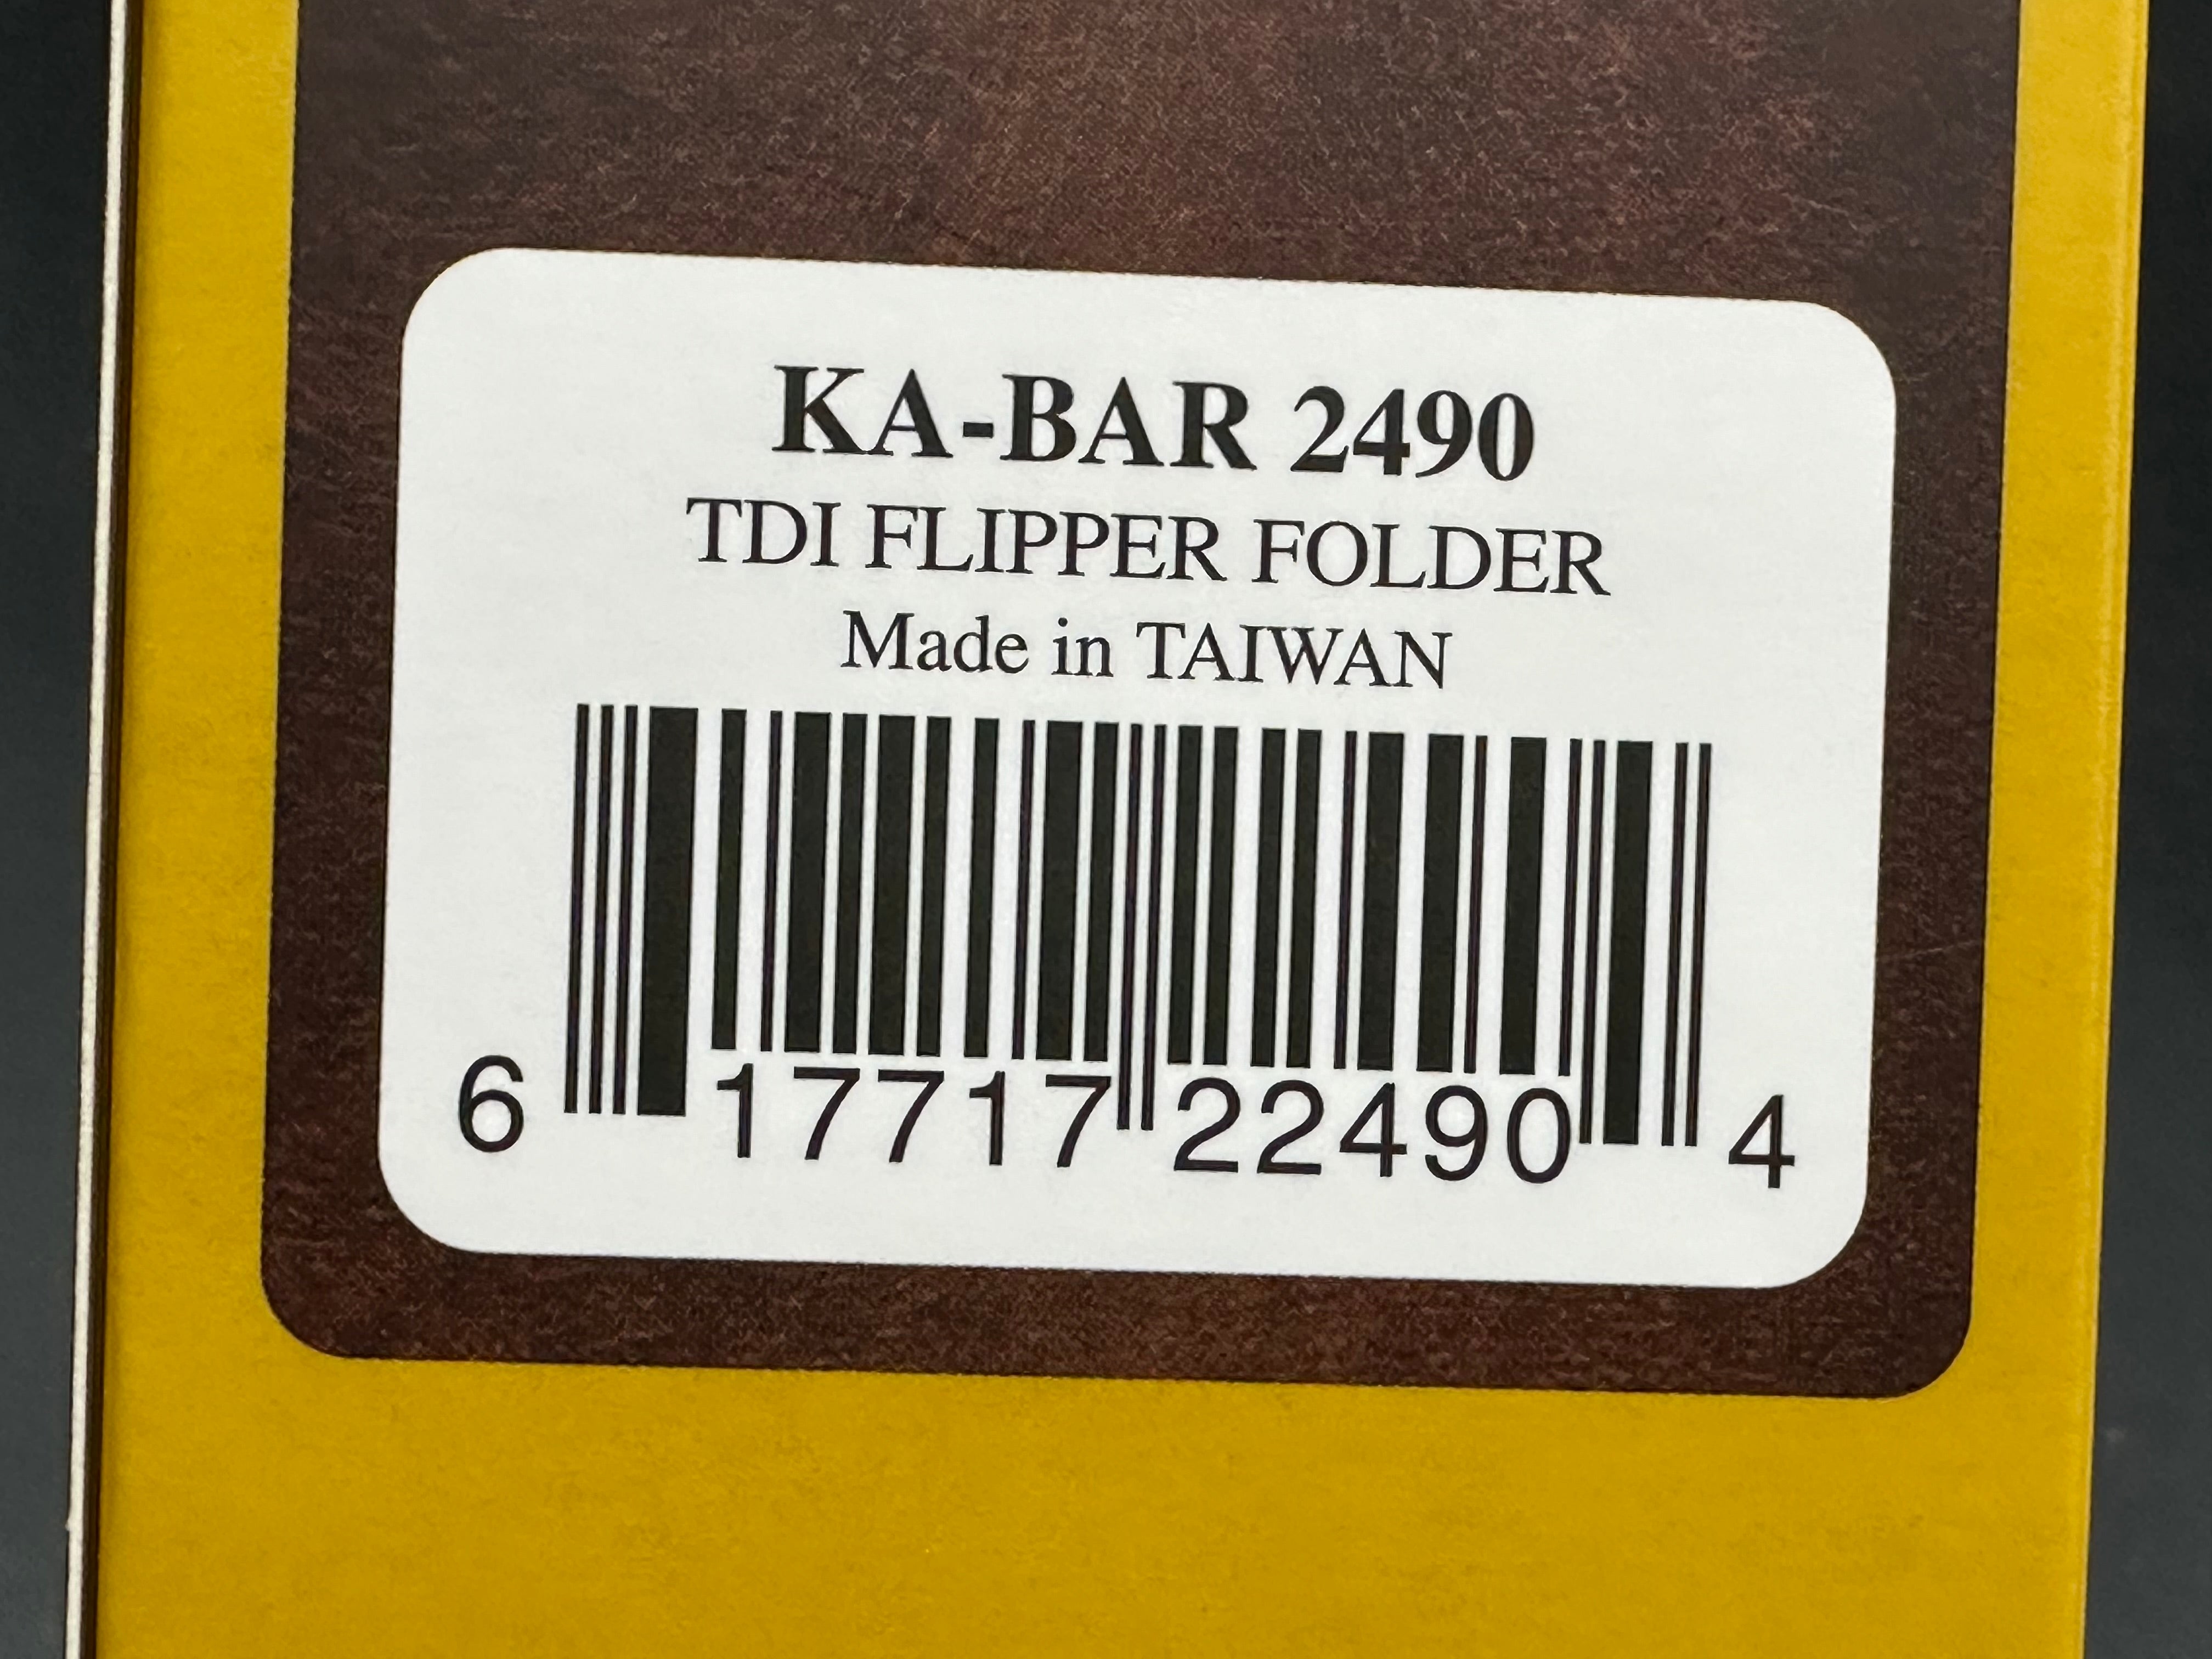 KA-BAR 2490
TDI FLIPPER FOLDER
Made in TAIWAN
6 17717 22490 4